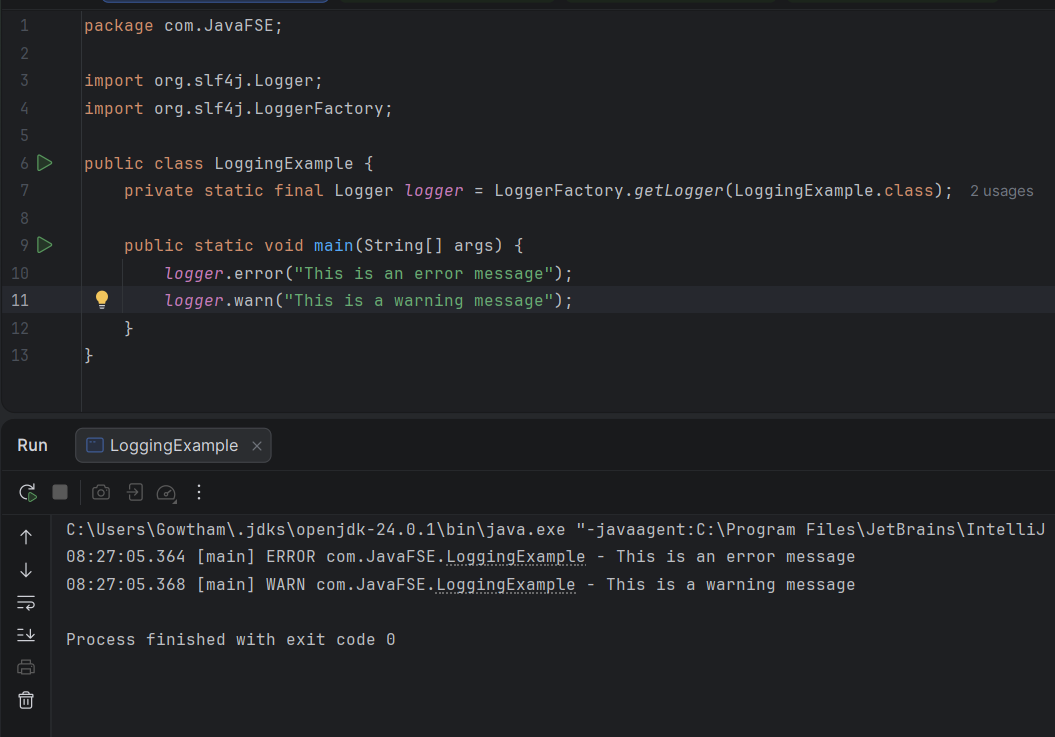 1 package com.JavaFSE;
2
3 import org.slf4j.Logger;
4 import org.slf4j.LoggerFactory;
5
6 public class LoggingExample {
7     private static final Logger logger = LoggerFactory.getLogger(LoggingExample.class); 2 usages
8
9     public static void main(String[] args) {
10         logger.error("This is an error message");
11         logger.warn("This is a warning message");
12     }
13 }
Run LoggingExample
C:\Users\Gowtham\.jdks\openjdk-24.0.1\bin\java.exe "-javaagent:C:\Program Files\JetBrains\IntelliJ
08:27:05.364 [main] ERROR com.JavaFSE.LoggingExample - This is an error message
08:27:05.368 [main] WARN com.JavaFSE.LoggingExample - This is a warning message
Process finished with exit code 0